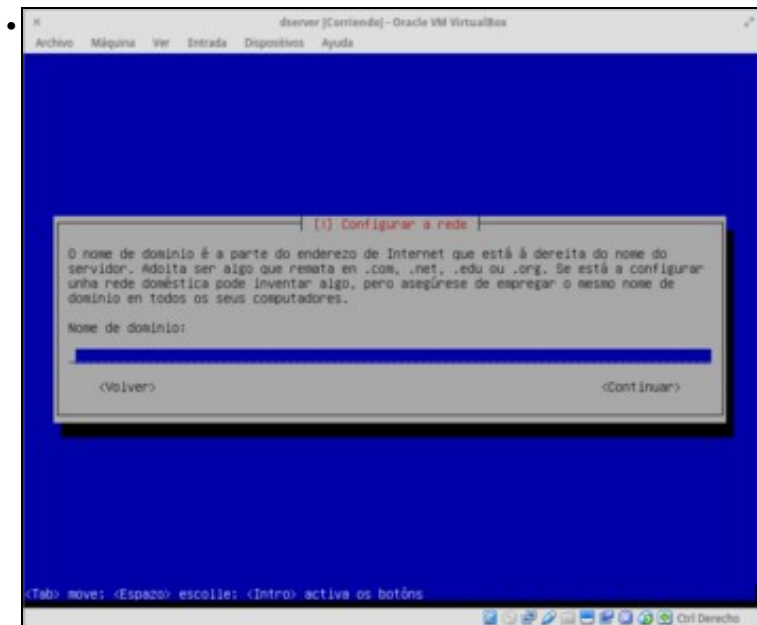 dserver [Corriendo] - Oracle VM VirtualBox
Archivo Máquina Ver Entrada Dispositivos Ayuda
[!] Configurar a rede
O nome de dominio é a parte do enderezo de Internet que está á dereita do nome do
servidor. Adoita ser algo que remata en .com, .net, .edu ou .org. Se está a configurar
unha rede doméstica pode inventar algo, pero asegúrese de empregar o mesmo nome de
dominio en todos os seus computadores.
Nome de dominio:
<Volver> <Continuar>
<Tab> move; <Espazo> escolle; <Intro> activa os botóns
Ctrl Derecho